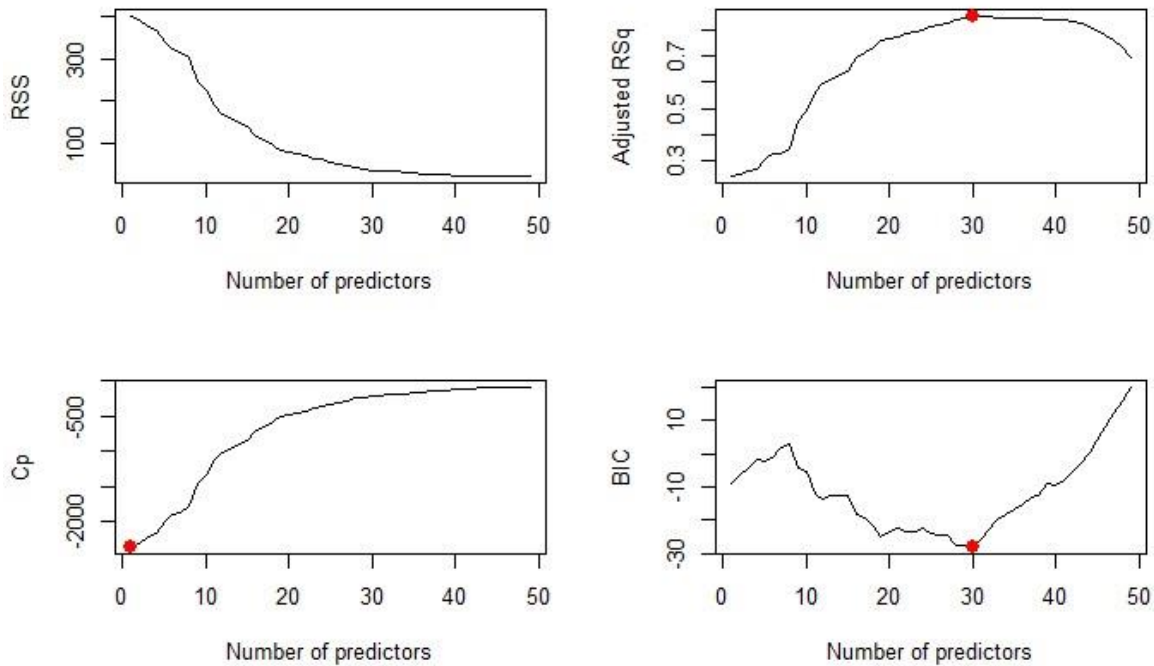 RSS
300
100
0 10 20 30 40 50
Number of predictors
Adjusted RSq
0.7
0.5
0.3
0 10 20 30 40 50
Number of predictors
Cp
-500
-2000
0 10 20 30 40 50
Number of predictors
BIC
10
-10
-30
0 10 20 30 40 50
Number of predictors